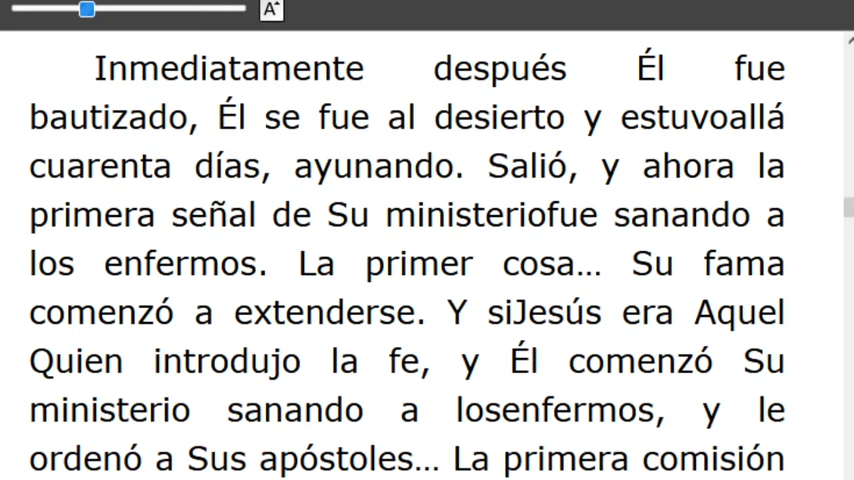 A
Inmediatamente después Él fue
bautizado, Él se fue al desierto y estuvoallá
cuarenta días, ayunando. Salió, y ahora la
primera señal de Su ministeriofue sanando a
los enfermos. La primer cosa… Su fama
comenzó a extenderse. Y siJesús era Aquel
Quien introdujo la fe, y Él comenzó Su
ministerio sanando a losenfermos, y le
ordenó a Sus apóstoles… La primera comisión